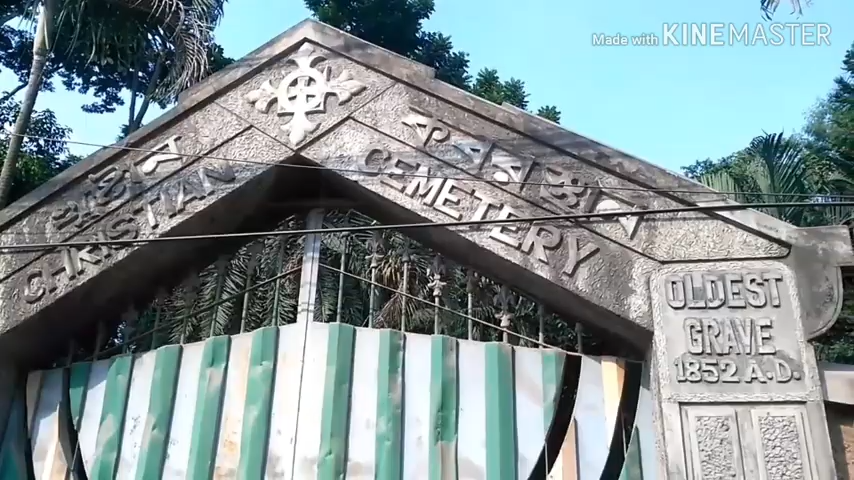 Made with KINEMASTER
CHRISTIAN CEMETERY
OLDEST
GRAVE
1852 A.D.